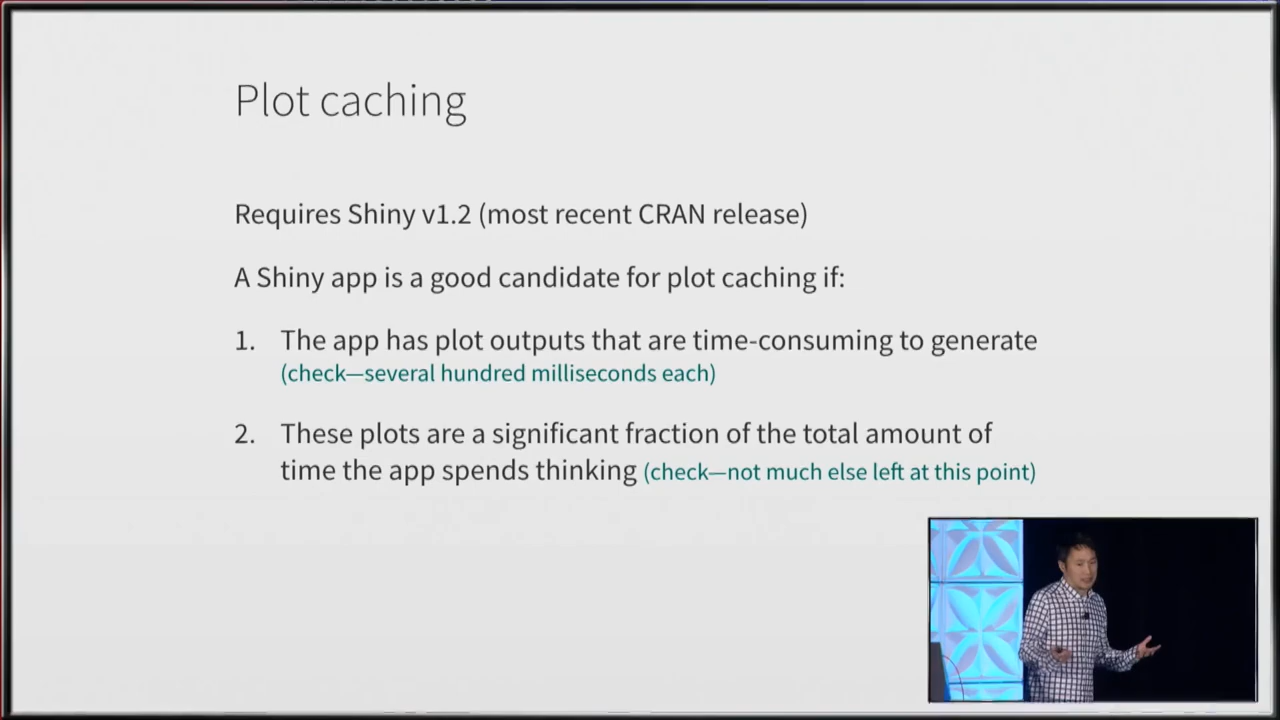 Plot caching
Requires Shiny v1.2 (most recent CRAN release)
A Shiny app is a good candidate for plot caching if:
1. The app has plot outputs that are time-consuming to generate
(check—several hundred milliseconds each)
2. These plots are a significant fraction of the total amount of
time the app spends thinking (check—not much else left at this point)